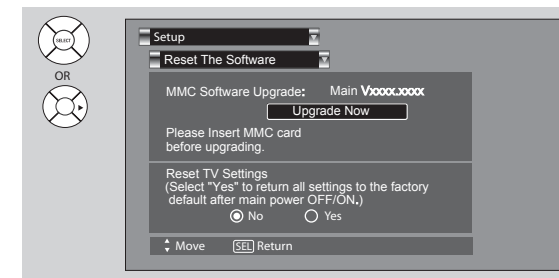 SELECT
OR
Setup
Reset The Software
MMC Software Upgrade: Main Vxxxx.xxxx
Upgrade Now
Please Insert MMC card
before upgrading.
Reset TV Settings
(Select "Yes" to return all settings to the factory
default after main power OFF/ON.)
No Yes
Move SEL Return